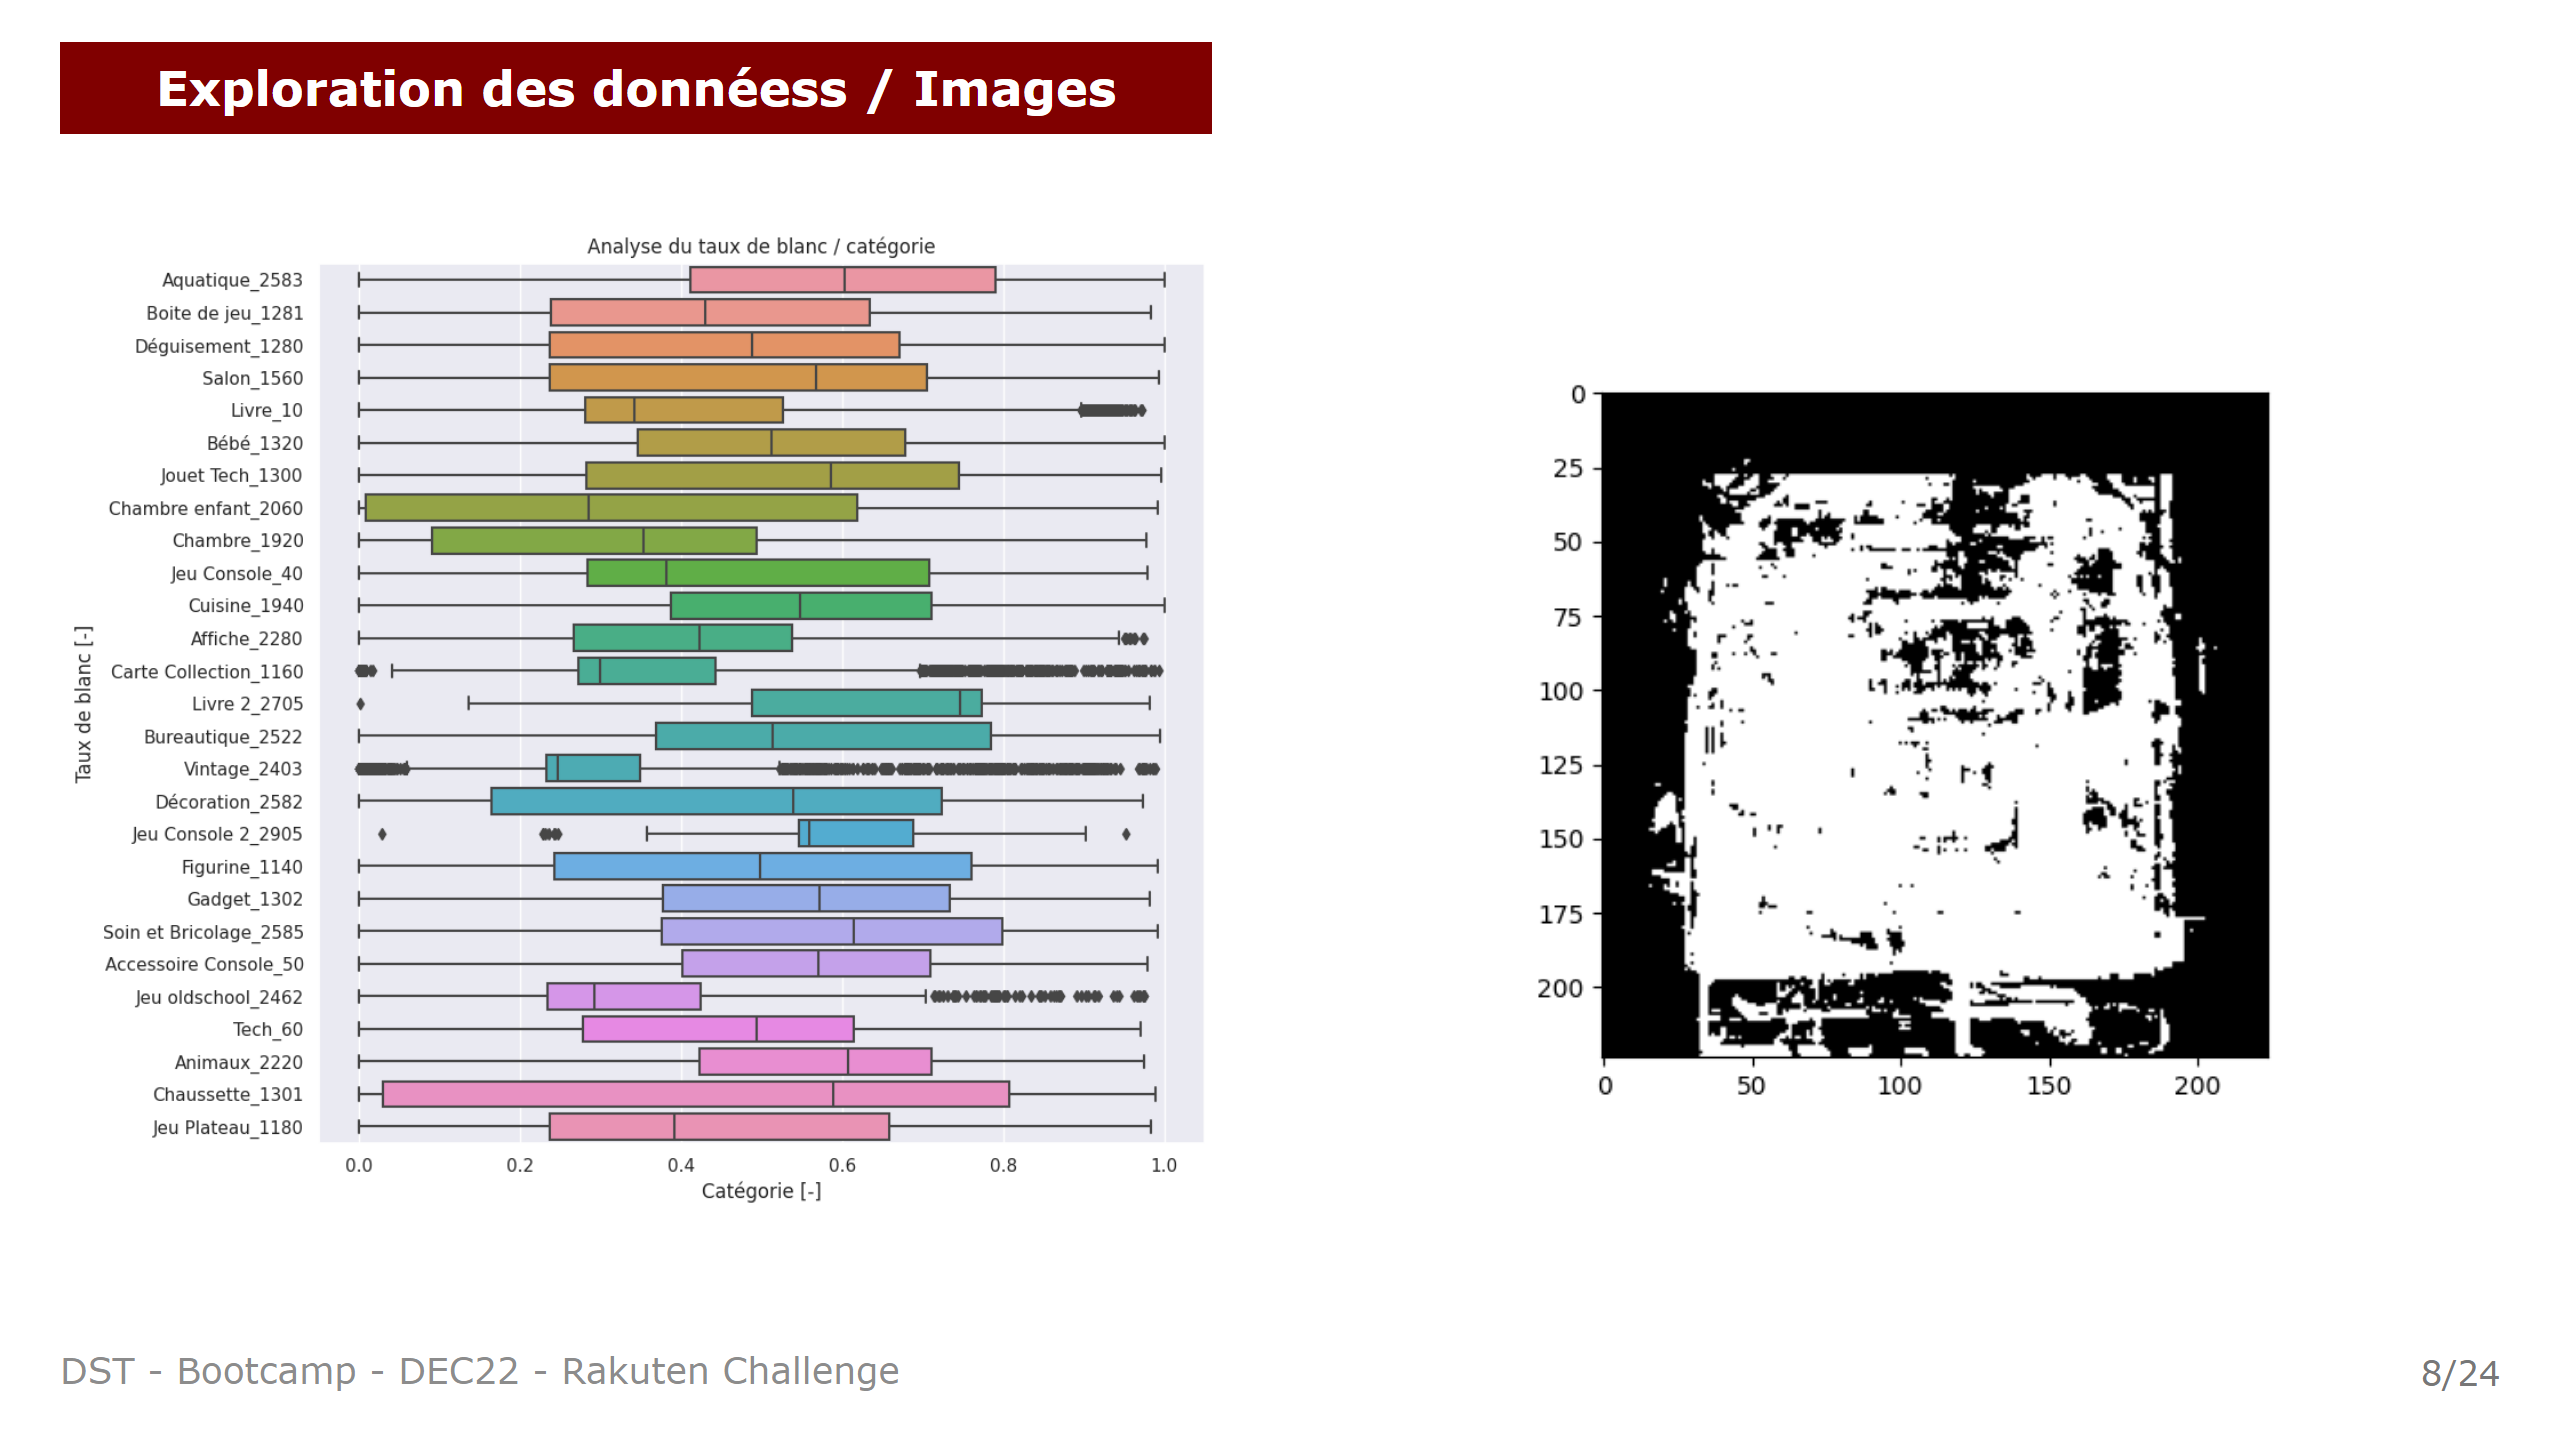 Exploration des donnéess / Images
Analyse du taux de blanc / catégorie
Taux de blanc [-]
Aquatique_2583
Boite de jeu_1281
Déguisement_1280
Salon_1560
Livre_10
Bébé_1320
Jouet Tech_1300
Chambre enfant_2060
Chambre_1920
Jeu Console_40
Cuisine_1940
Affiche_2280
Carte Collection_1160
Livre 2_2705
Bureautique_2522
Vintage_2403
Décoration_2582
Jeu Console 2_2905
Figurine_1140
Gadget_1302
Soin et Bricolage_2585
Accessoire Console_50
Jeu oldschool_2462
Tech_60
Animaux_2220
Chaussette_1301
Jeu Plateau_1180
0.0 0.2 0.4 0.6 0.8 1.0
Catégorie [-]
0
25
50
75
100
125
150
175
200
0 50 100 150 200
DST - Bootcamp - DEC22 - Rakuten Challenge
8/24